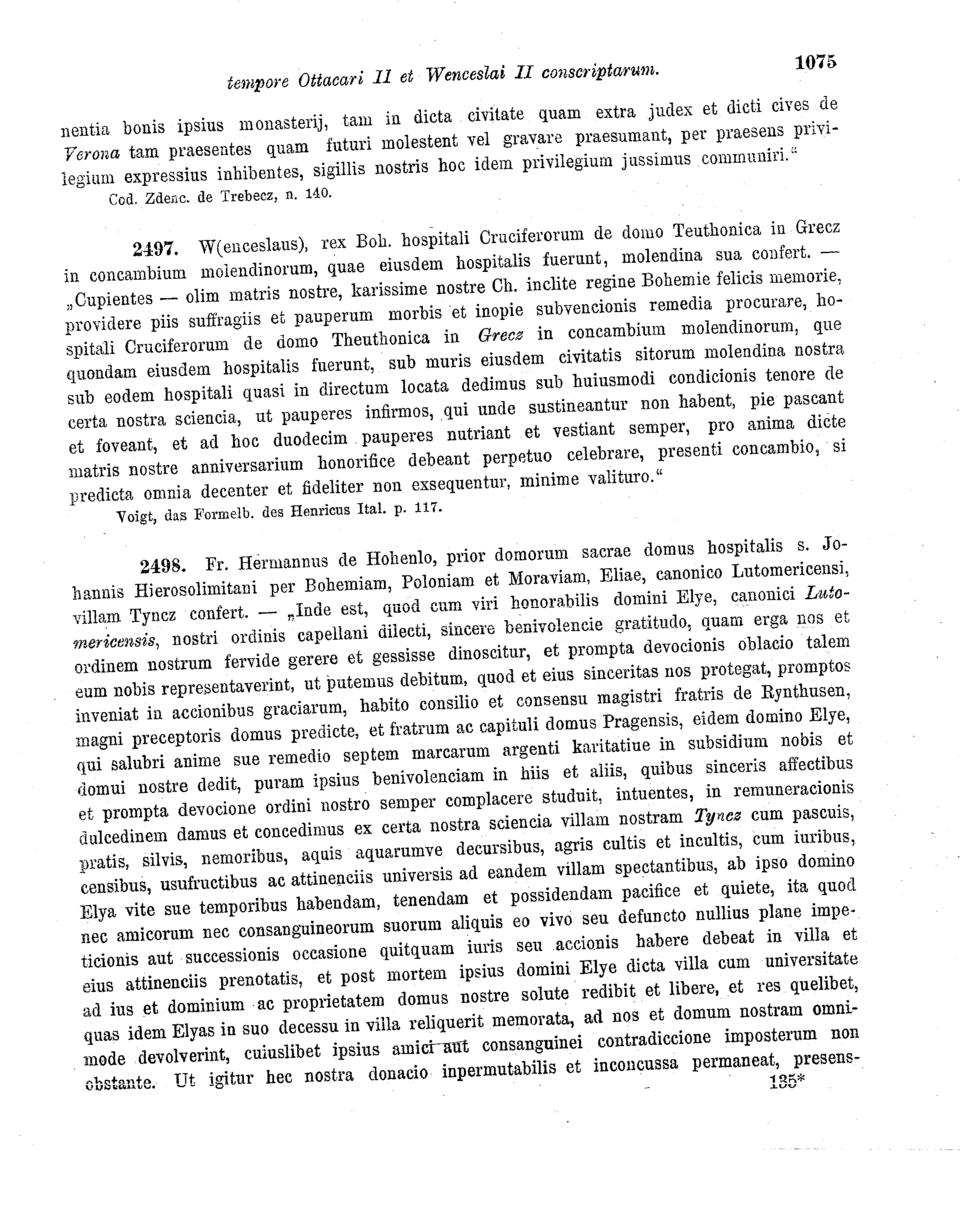 tempore Ottacari II et Wenceslai II conscriptarum. 1075
nentia bonis ipsius monasterij, tam in dicta civitate quam extra judex et dicti cives de
Verona tam praesentes quam futuri molestent vel gravare praesumant, per praesens privi-
legium expressius inhibentes, sigillis nostris hoc idem privilegium jussimus communiri.“
Cod. Zdenc. de Trebecz, n. 140.
2497. W(enceslaus), rex Boh. hospitali Cruciferorum de domo Teuthonica in Grecz
in concambium molendinorum, quae eiusdem hospitalis fuerunt, molendina sua confert. —
„Cupientes — olim matris nostre, karissime nostre Ch. inclite regine Bohemie felicis memorie,
providere piis suffragiis et pauperum morbis et inopie subvencionis remedia procurare, ho-
spitali Cruciferorum de domo Theuthonica in Grecz in concambium molendinorum, que
quondam eiusdem hospitalis fuerunt, sub muris eiusdem civitatis sitorum molendina nostra
sub eodem hospitali quasi in directum locata dedimus sub huiusmodi condicionis tenore de
certa nostra sciencia, ut pauperes infirmos, qui unde sustineantur non habent, pie pascant
et foveant, et ad hoc duodecim pauperes nutriant et vestiant semper, pro anima dicte
matris nostre anniversarium honorifice debeant perpetuo celebrare, presenti concambio, si
predicta omnia decenter et fideliter non exsequentur, minime valituro.“
Voigt, das Formelb. des Henricus Ital. p. 117.
2498. Fr. Hermannus de Hohenlo, prior domorum sacrae domus hospitalis s. Jo-
hannis Hierosolimitani per Bohemiam, Poloniam et Moraviam, Eliae, canonico Lutomericensi,
villam Tyncz confert. — „Inde est, quod cum viri honorabilis domini Elye, canonici Luto-
mericensis, nostri ordinis capellani dilecti, sincere benivolencie gratitudo, quam erga nos et
ordinem nostrum fervide gerere et gessisse dinoscitur, et prompta devocionis oblacio talem
eum nobis representaverint, ut putemus debitum, quod et eius sinceritas nos protegat, promptos
inveniat in accionibus graciarum, habito consilio et consensu magistri fratris de Rynthusen,
magni preceptoris domus predicte, et fratrum ac capituli domus Pragensis, eidem domino Elye,
qui salubri anime sue remedio septem marcarum argenti karitatiue in subsidium nobis et
domui nostre dedit, puram ipsius benivolenciam in hiis et aliis, quibus sinceris affectibus
et prompta devocione ordini nostro semper complacere studuit, intuentes, in remuneracionis
dulcedinem damus et concedimus ex certa nostra sciencia villam nostram Tyncz cum pascuis,
pratis, silvis, nemoribus, aquis aquarumve decursibus, agris cultis et incultis, cum iuribus,
censibus, usufructibus ac attinenciis universis ad eandem villam spectantibus, ab ipso domino
Elya vite sue temporibus habendam, tenendam et possidendam pacifice et quiete, ita quod
nec amicorum nec consanguineorum suorum aliquis eo vivo seu defuncto nullius plane impe-
ticionis aut successionis occasione quitquam iuris seu accionis habere debeat in villa et
eius attinenciis prenotatis, et post mortem ipsius domini Elye dicta villa cum universitate
ad ius et dominium ac proprietatem domus nostre solute redibit et libere, et res quelibet,
quas idem Elyas in suo decessu in villa reliquerit memorata, ad nos et domum nostram omni-
mode devolverint, cuiuslibet ipsius amici aut consanguinei contradiccione imposterum non
obstante. Ut igitur hec nostra donacio inpermutabilis et inconcussa permaneat, presens-
135*